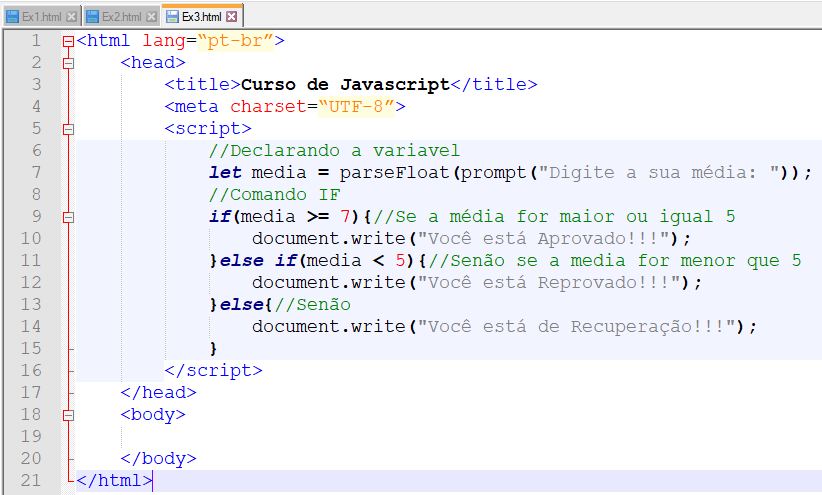 Ex1.html Ex2.html Ex3.html
1 <html lang=“pt-br”>
2 <head>
3 <title>Curso de Javascript</title>
4 <meta charset=“UTF-8”>
5 <script>
6 //Declarando a variavel
7 let media = parseFloat(prompt("Digite a sua média: "));
8 //Comando IF
9 if(media >= 7){//Se a média for maior ou igual 5
10 document.write("Você está Aprovado!!!");
11 }else if(media < 5){//Senão se a media for menor que 5
12 document.write("Você está Reprovado!!!");
13 }else{//Senão
14 document.write("Você está de Recuperação!!!");
15 }
16 </script>
17 </head>
18 <body>
19
20 </body>
21 </html>